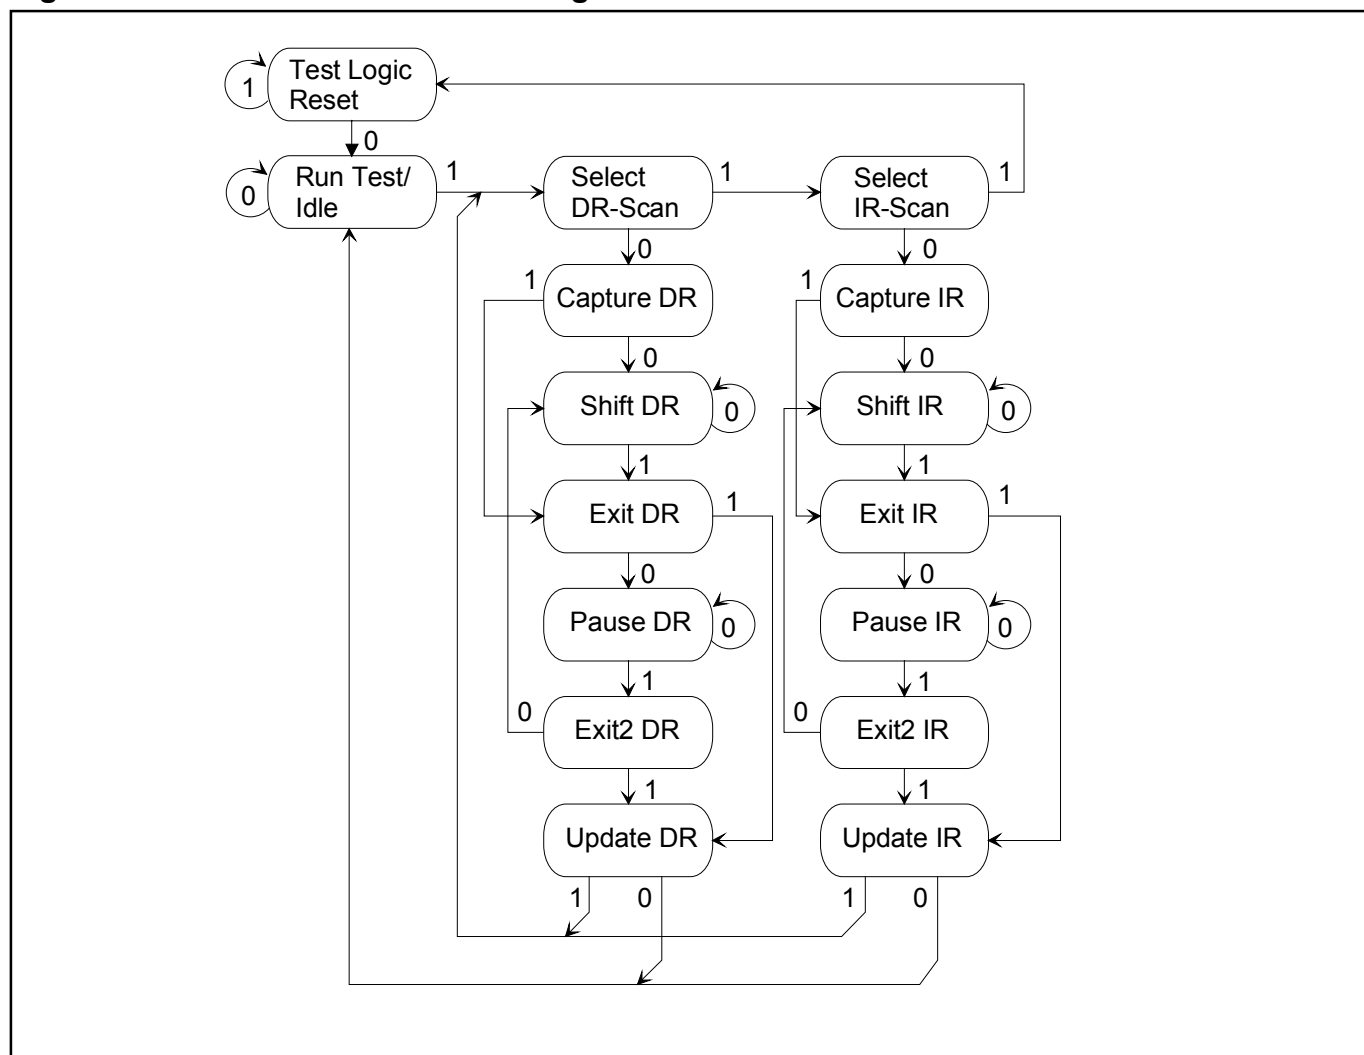 Test Logic
Reset
1
0
Run Test/
Idle
0
1
Select
DR-Scan
1
Select
IR-Scan
1
0
0
1
Capture DR
1
Capture IR
0
0
Shift DR
0
Shift IR
0
1
1
Exit DR
1
Exit IR
1
0
0
Pause DR
0
Pause IR
0
1
1
0
Exit2 DR
0
Exit2 IR
1
1
Update DR
Update IR
1
0
1
0